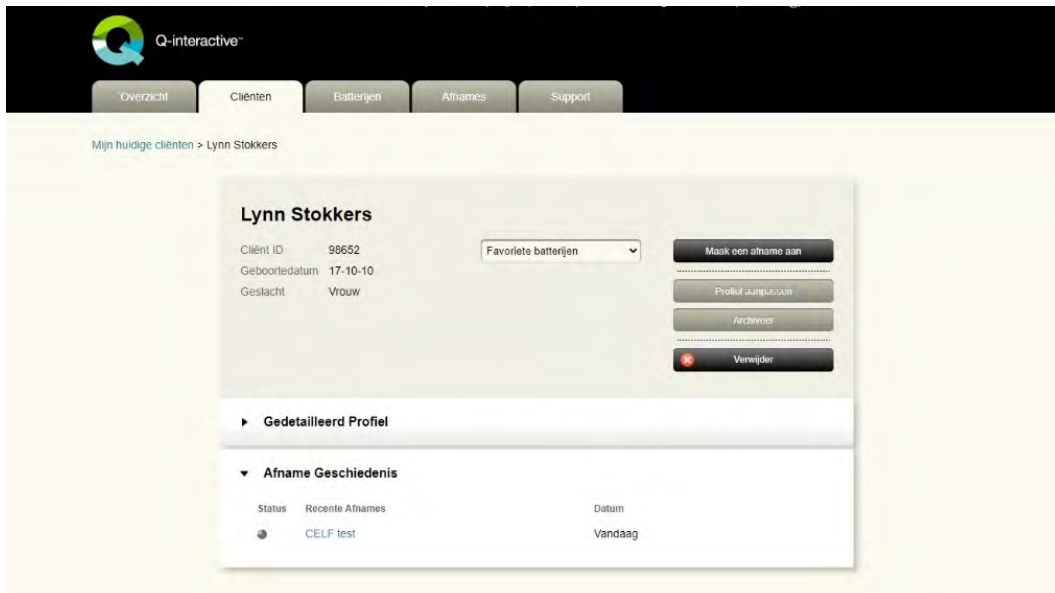 Q-interactive™
Overzicht
Cliënten
Batterijen
Afnames
Support
Mijn huidige cliënten > Lynn Stokkers
Lynn Stokkers
Cliënt ID 98652
Favoriete batterijen
Maak een afname aan
Geboortedatum 17-10-10
Geslacht Vrouw
Profiel aanpassen
Archiveer
Verwijder
Gedetailleerd Profiel
Afname Geschiedenis
Status Recente Afnames Datum
CELF test Vandaag